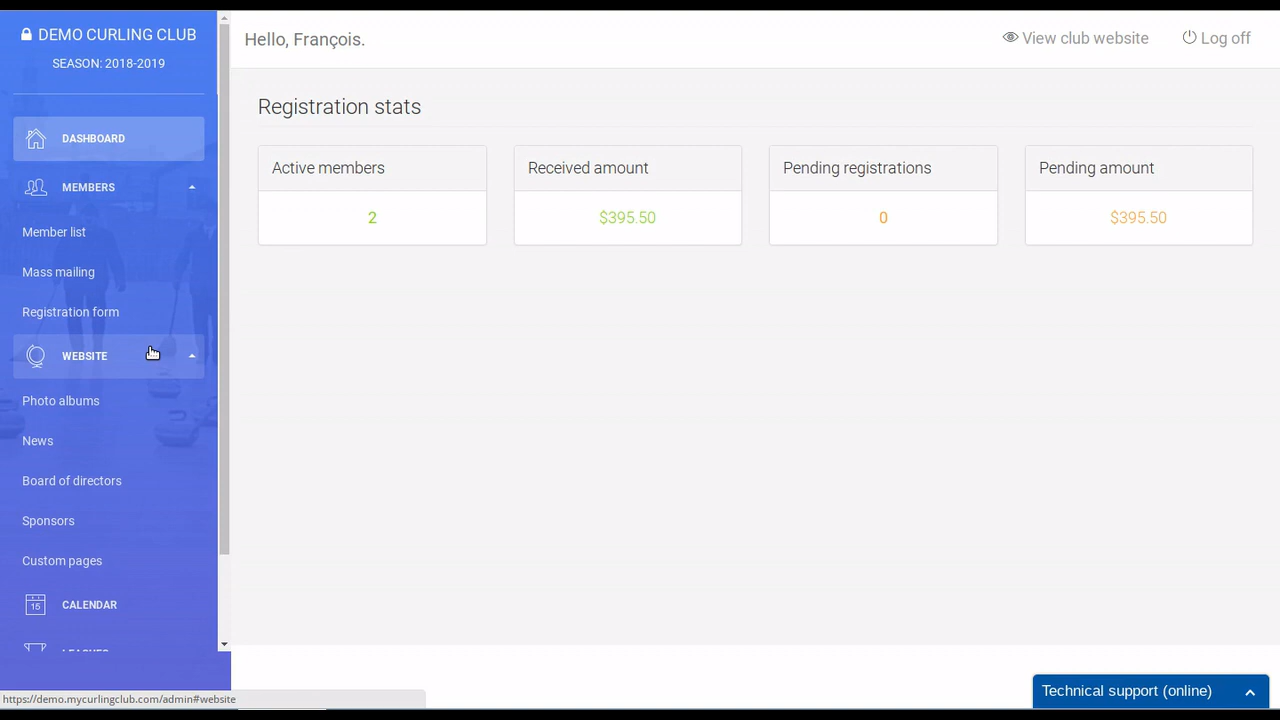 DEMO CURLING CLUB
SEASON: 2018-2019
DASHBOARD
MEMBERS
Member list
Mass mailing
Registration form
WEBSITE
Photo albums
News
Board of directors
Sponsors
Custom pages
16
CALENDAR
Hello, François.
View club website
Log off
Registration stats
Active members
2
Received amount
$395.50
Pending registrations
0
Pending amount
$395.50
https://demo.mycurlingclub.com/admin#website
Technical support (online)